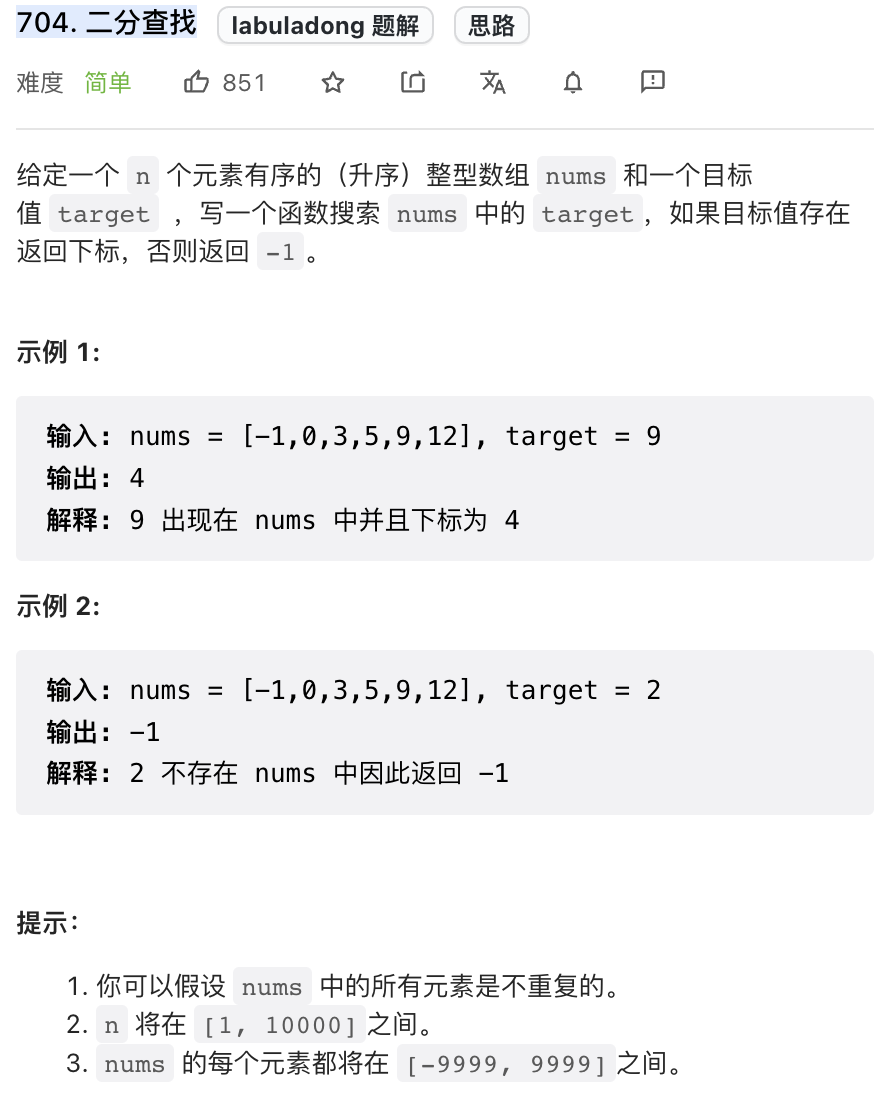 704. 二分查找 labuladong 题解 思路
难度 简单 851
给定一个 n 个元素有序的（升序）整型数组 nums 和一个目标
值 target ，写一个函数搜索 nums 中的 target，如果目标值存在
返回下标，否则返回 -1。
示例 1:
输入: nums = [-1,0,3,5,9,12], target = 9
输出: 4
解释: 9 出现在 nums 中并且下标为 4
示例 2:
输入: nums = [-1,0,3,5,9,12], target = 2
输出: -1
解释: 2 不存在 nums 中因此返回 -1
提示：
1. 你可以假设 nums 中的所有元素是不重复的。
2. n 将在 [1, 10000]之间。
3. nums 的每个元素都将在 [-9999, 9999]之间。